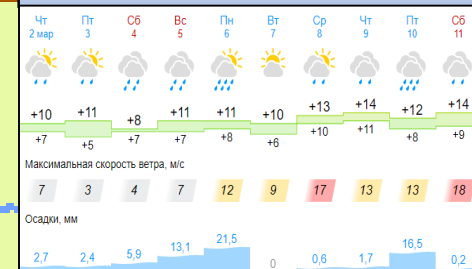 Чт Пт Сб Вс Пн Вт Ср Чт Пт Сб
2 мар 3 4 5 6 7 8 9 10 11
+10 +11 +8 +11 +11 +10 +13 +14 +12 +14
+7 +5 +7 +7 +8 +6 +10 +11 +8 +9
Максимальная скорость ветра, м/с
7 3 4 7 12 9 17 13 13 18
Осадки, мм
2,7 2,4 5,9 13,1 21,5 0 0,6 1,7 16,5 0,2